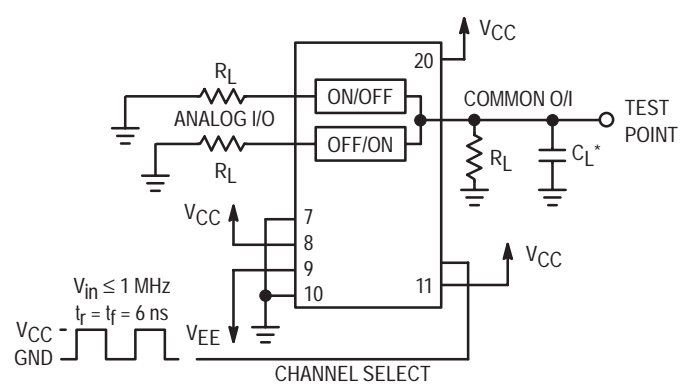 VCC
20
RL
ON/OFF
COMMON O/I
TEST
POINT
ANALOG I/O
OFF/ON
RL
RL
CL*
VCC
7
8
9
10
11
VCC
Vin ≤ 1 MHz
tr = tf = 6 ns
VCC
GND
VEE
CHANNEL SELECT